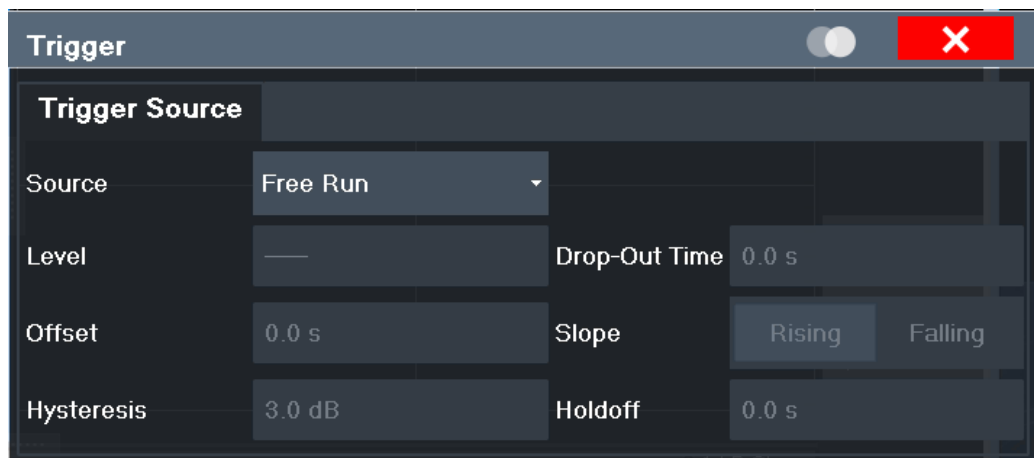 Trigger
Trigger Source
Source Free Run
Level Drop-Out Time 0.0 s
Offset 0.0 s Slope Rising Falling
Hysteresis 3.0 dB Holdoff 0.0 s